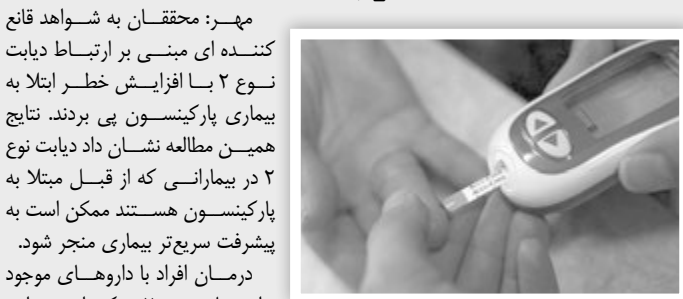 مهر: محققان به شواهد قانع
کننده ای مبنی بر ارتباط دیابت
نوع ۲ با افزایش خطر ابتلا به
بیماری پارکینسون پی بردند. نتایج
همین مطالعه نشان داد دیابت نوع
۲ در بیمارانی که از قبل مبتلا به
پارکینسون هستند ممکن است به
پیشرفت سریع‌تر بیماری منجر شود.
درمان افراد با داروهای موجود